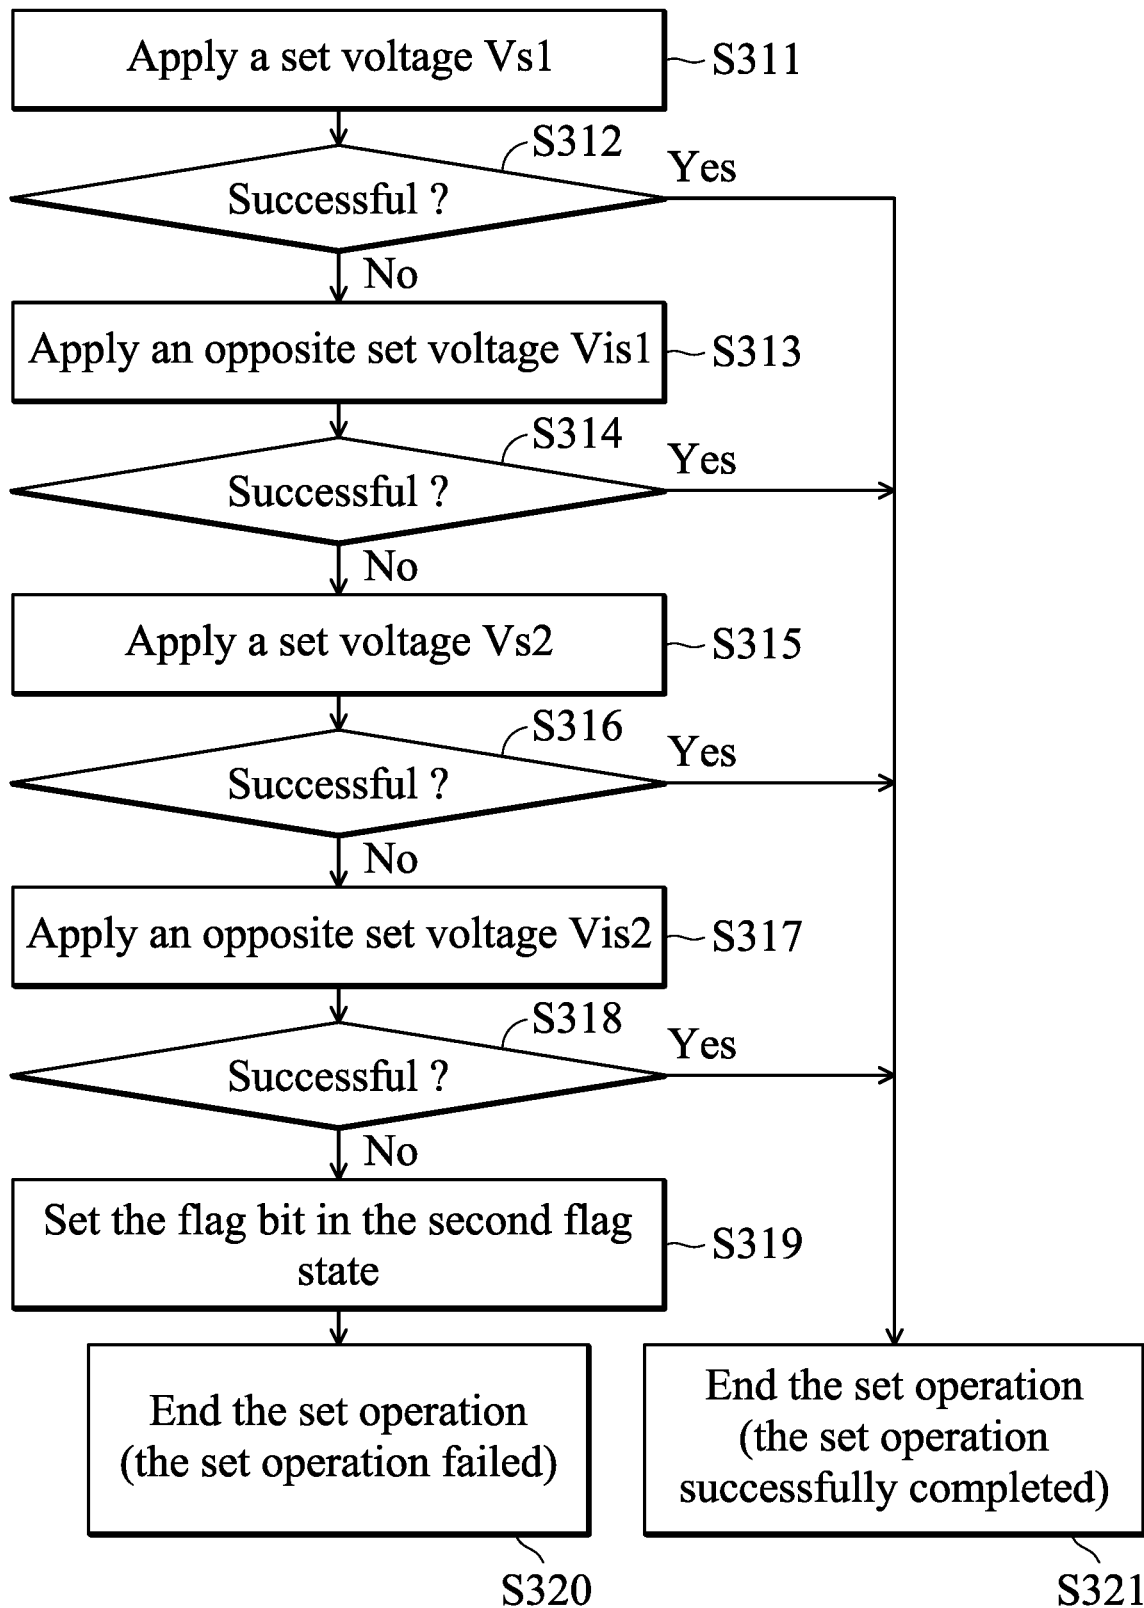 Apply a set voltage Vs1
S311
S312
Yes
Successful ?
No
Apply an opposite set voltage Vis1
S313
S314
Yes
Successful ?
No
Apply a set voltage Vs2
S315
S316
Yes
Successful ?
No
Apply an opposite set voltage Vis2
S317
S318
Yes
Successful ?
No
Set the flag bit in the second flag
state
S319
End the set operation
(the set operation failed)
S320
End the set operation
(the set operation
successfully completed)
S321